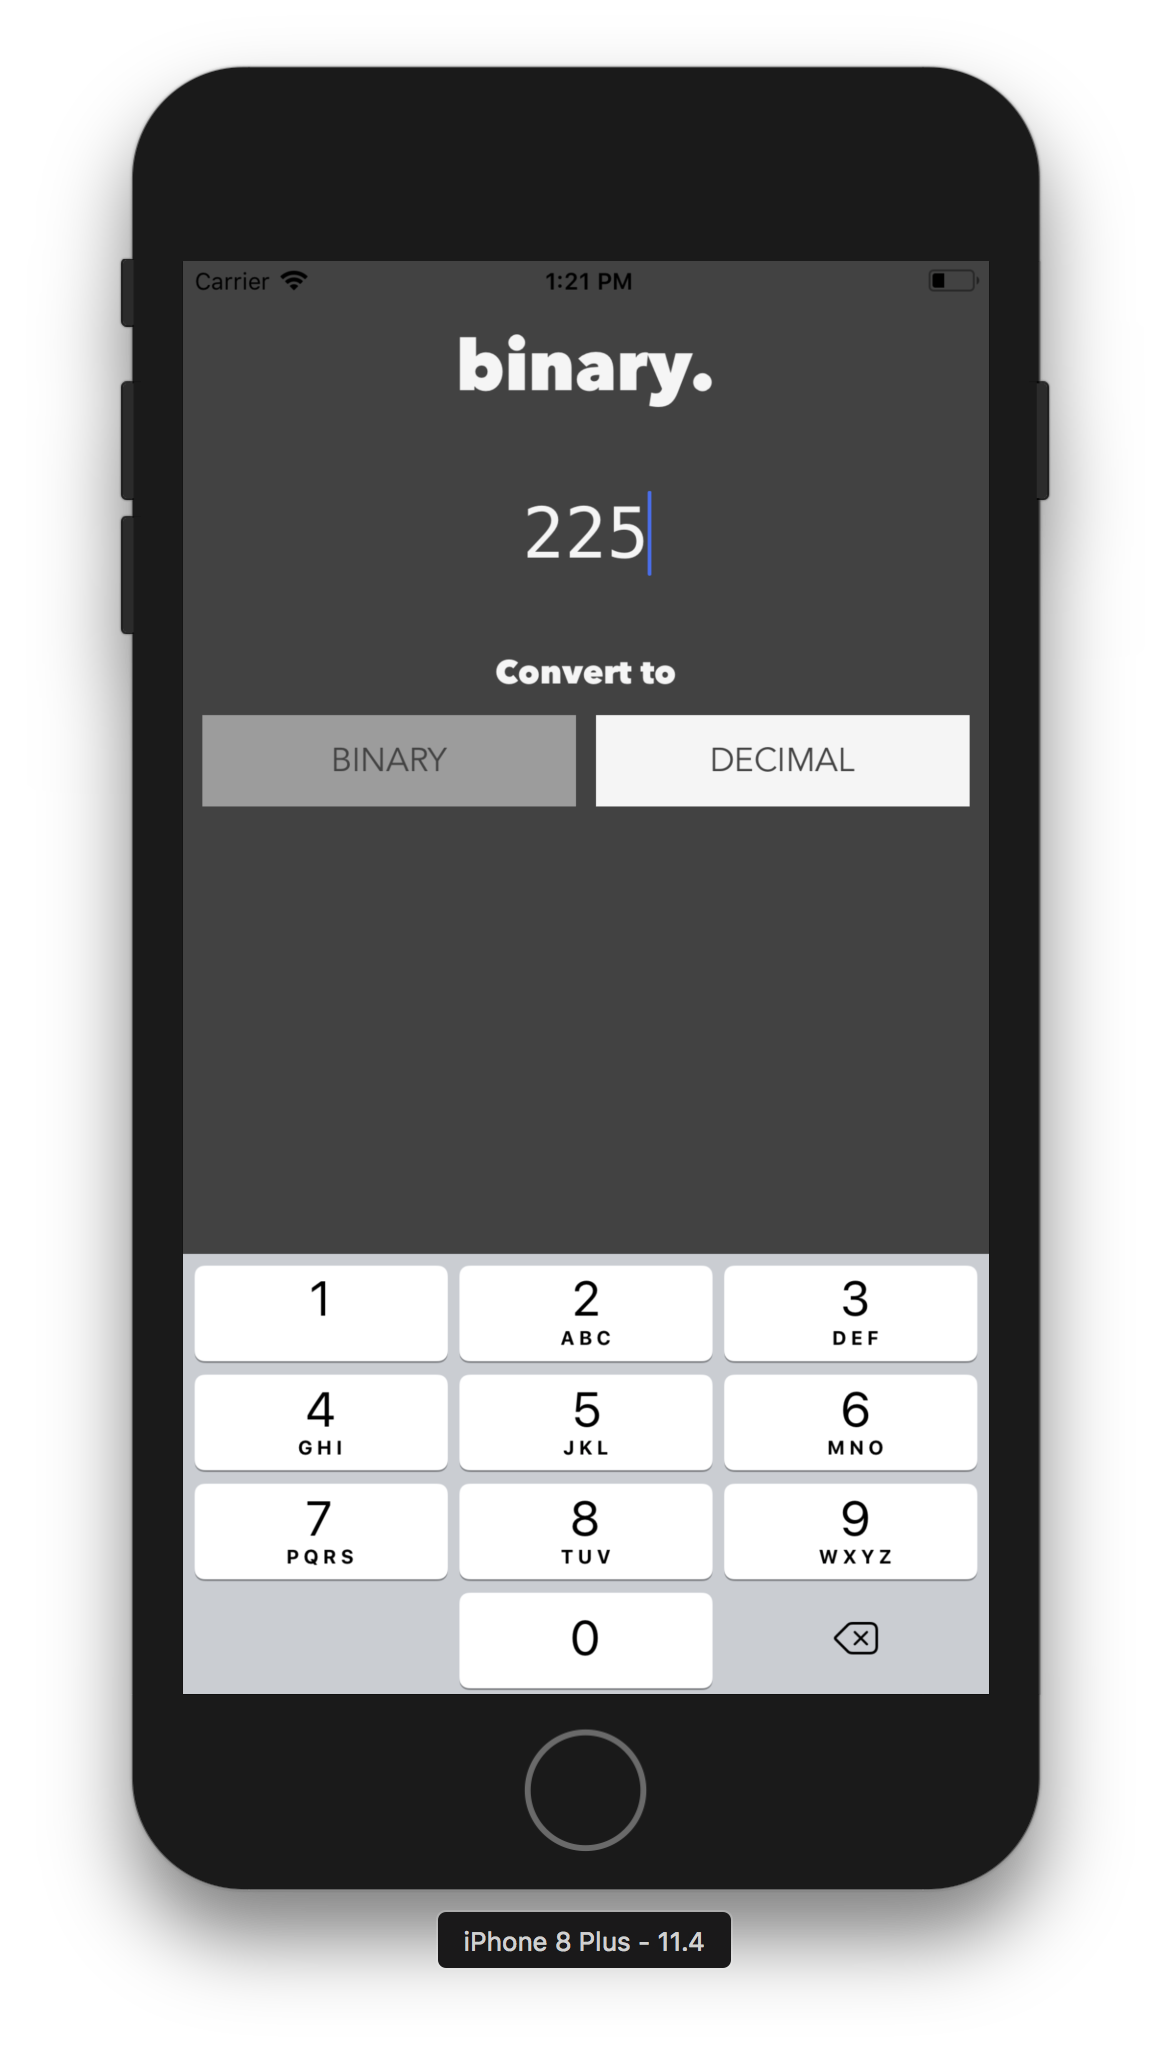 Carrier 1:21 PM
binary.
225
Convert to
BINARY DECIMAL
1 2 3
ABC DEF
4 5 6
GHI JKL MNO
7 8 9
PQRS TUV WXYZ
0
iPhone 8 Plus - 11.4